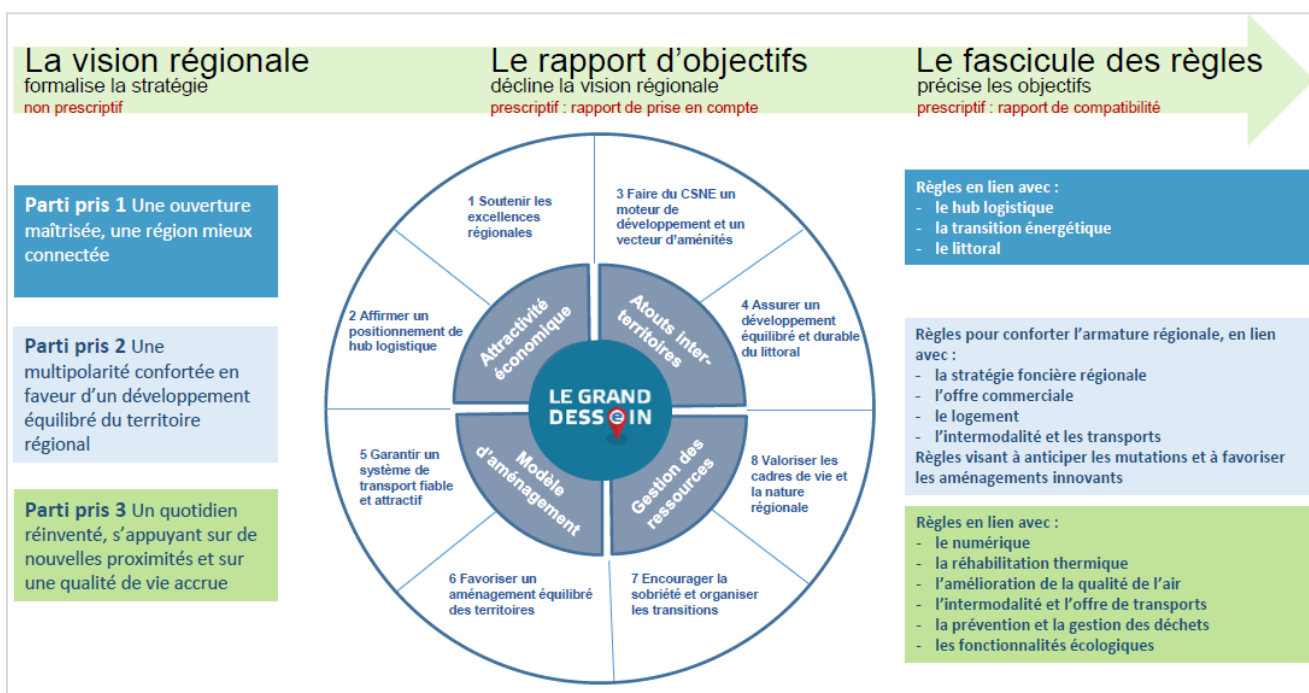 La vision régionale
formalise la stratégie
non prescriptif
Le rapport d'objectifs
décline la vision régionale
prescriptif : rapport de prise en compte
Le fascicule des règles
précise les objectifs
prescriptif : rapport de compatibilité
Parti pris 1 Une ouverture
maîtrisée, une région mieux
connectée
Parti pris 2 Une
multipolarité confortée en
faveur d'un développement
équilibré du territoire
régional
Parti pris 3 Un quotidien
réinventé, s'appuyant sur de
nouvelles proximités et sur
une qualité de vie accrue
1 Soutenir les
excellences
régionales
3 Faire du CSNE un
moteur de
développement et un
vecteur d'aménités
2 Affirmer un
positionnement de
hub logistique
4 Assurer un
développement
équilibré et durable
du littoral
Attractivité
économique
Atouts inter-
territoires
LE GRAND
DESSEIN
Modèle
d'aménagement
Gestion des
ressources
5 Garantir un
système de
transport fiable
et attractif
8 Valoriser les
cadres de vie et
la nature
régionale
6 Favoriser un
aménagement équilibré
des territoires
7 Encourager la
sobriété et organiser
les transitions
Règles en lien avec :
- le hub logistique
- la transition énergétique
- le littoral
Règles pour conforter l'armature régionale, en lien
avec :
- la stratégie foncière régionale
- l'offre commerciale
- le logement
- l'intermodalité et les transports
Règles visant à anticiper les mutations et à favoriser
les aménagements innovants
Règles en lien avec :
- le numérique
- la réhabilitation thermique
- l'amélioration de la qualité de l'air
- l'intermodalité et l'offre de transports
- la prévention et la gestion des déchets
- les fonctionnalités écologiques